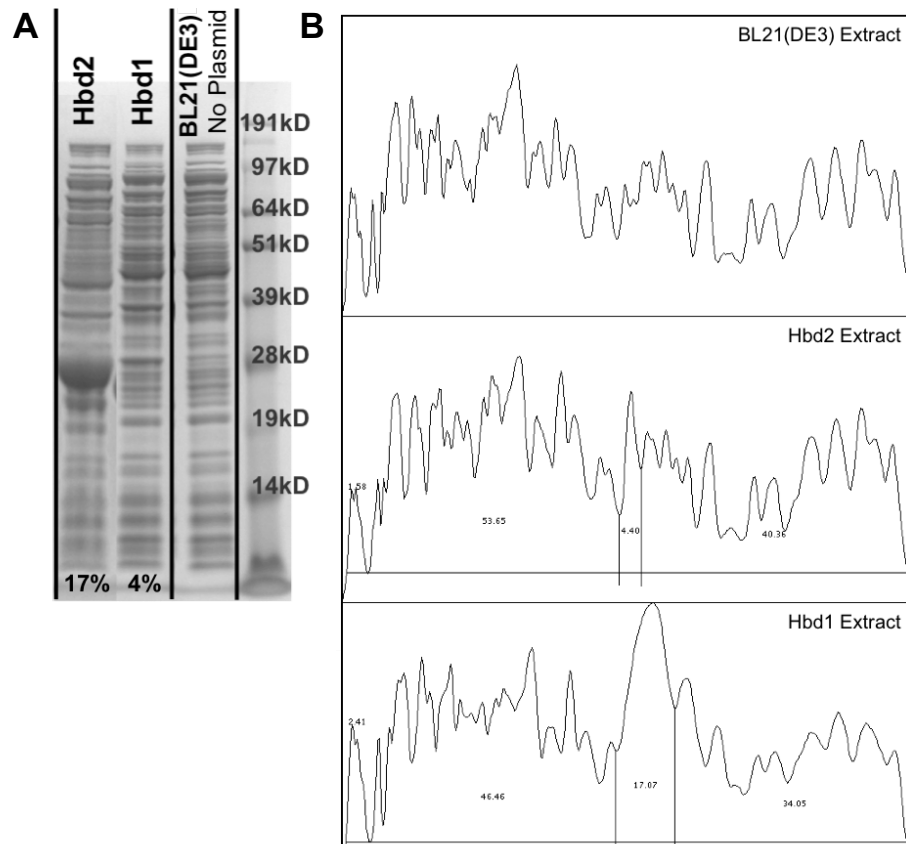 A
Hbd2
Hbd1
BL21(DE3)
No Plasmid
191kD
97kD
64kD
51kD
39kD
28kD
19kD
14kD
17%
4%
B
BL21(DE3) Extract
Hbd2 Extract
1.58
53.65
4.40
40.36
Hbd1 Extract
2.41
46.46
17.07
34.05